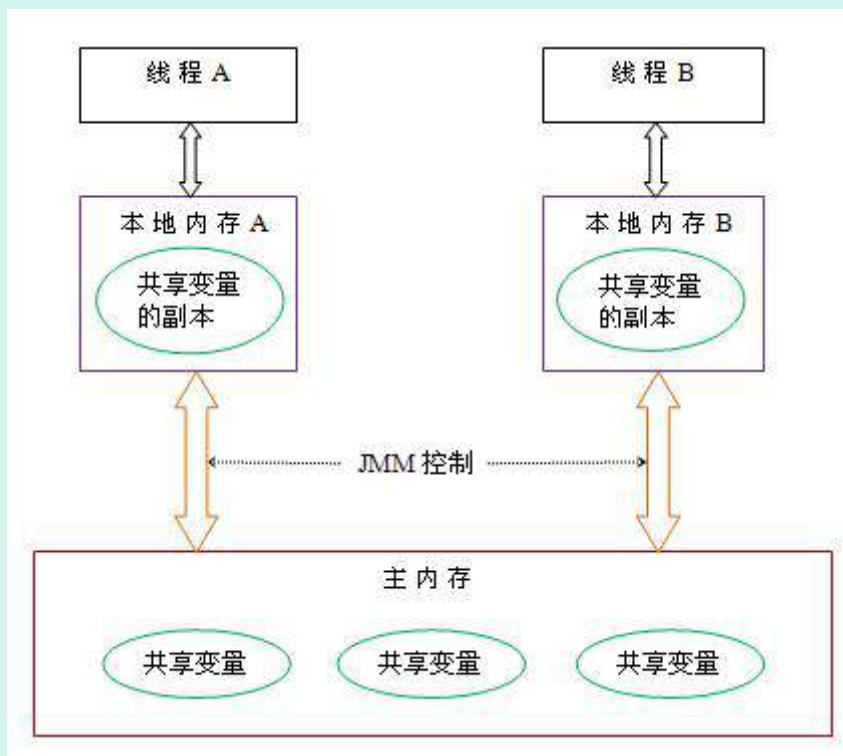 线程 A
线程 B
本地内存 A
本地内存 B
共享变量
的副本
共享变量
的副本
JMM 控制
主内存
共享变量
共享变量
共享变量